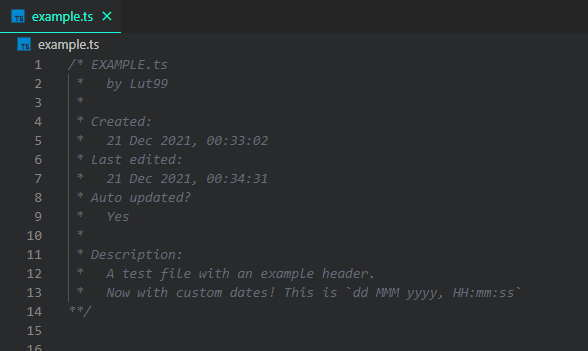 example.ts
example.ts
1 /* EXAMPLE.ts
2 *   by Lut99
3 *
4 * Created:
5 *   21 Dec 2021, 00:33:02
6 * Last edited:
7 *   21 Dec 2021, 00:34:31
8 * Auto updated?
9 *   Yes
10 *
11 * Description:
12 *   A test file with an example header.
13 *   Now with custom dates! This is `dd MMM yyyy, HH:mm:ss`
14 **/
15
16